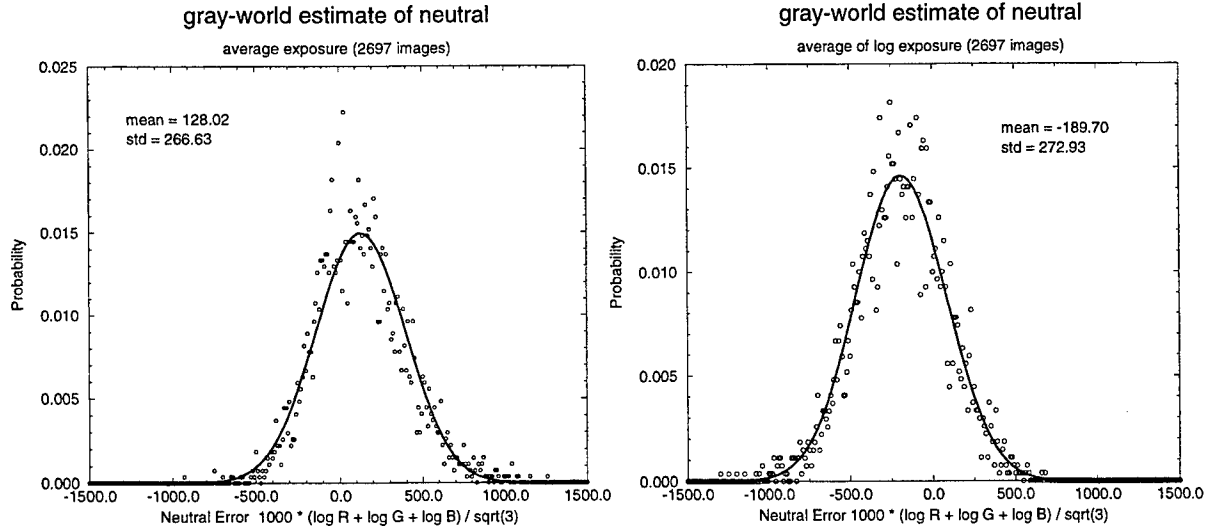 gray-world estimate of neutral
average exposure (2697 images)
0.025
0.020
0.015
0.010
0.005
0.000
Probability
mean = 128.02
std = 266.63
-1500.0 -1000.0 -500.0 0.0 500.0 1000.0 1500.0
Neutral Error 1000 * (log R + log G + log B) / sqrt(3)
gray-world estimate of neutral
average of log exposure (2697 images)
0.020
0.015
0.010
0.005
0.000
Probability
mean = -189.70
std = 272.93
-1500.0 -1000.0 -500.0 0.0 500.0 1000.0 1500.0
Neutral Error 1000 * (log R + log G + log B) / sqrt(3)